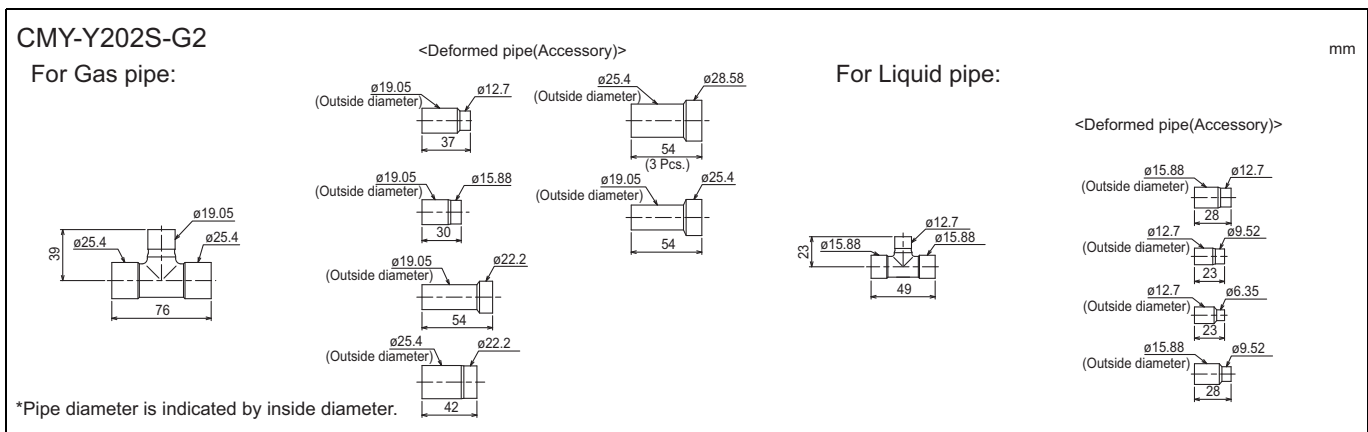 CMY-Y202S-G2
mm
For Gas pipe:
<Deformed pipe(Accessory)>
ø19.05
(Outside diameter)
ø12.7
37
ø25.4
(Outside diameter)
ø28.58
54
(3 Pcs.)
ø19.05
(Outside diameter)
ø15.88
30
ø19.05
(Outside diameter)
ø25.4
54
ø19.05
ø25.4
ø25.4
39
76
ø19.05
(Outside diameter)
ø22.2
54
ø25.4
(Outside diameter)
ø22.2
42
For Liquid pipe:
<Deformed pipe(Accessory)>
ø12.7
ø15.88
ø15.88
23
49
ø15.88
(Outside diameter)
ø12.7
28
ø12.7
(Outside diameter)
ø9.52
23
ø12.7
(Outside diameter)
ø6.35
23
ø15.88
(Outside diameter)
ø9.52
28
*Pipe diameter is indicated by inside diameter.